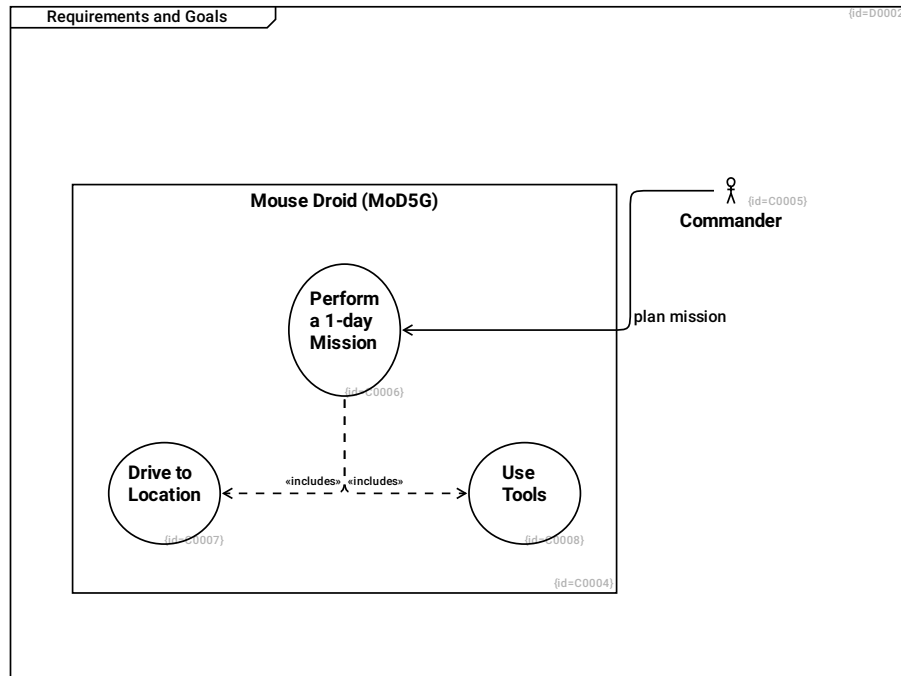 Requirements and Goals
{id=D0002
Mouse Droid (MoD5G)
{id=C0005}
Commander
Perform
a 1-day
Mission
plan mission
{id=C0006}
Drive to
Location
«includes»
«includes»
Use
Tools
{id=C0007}
{id=C0008}
{id=C0004}